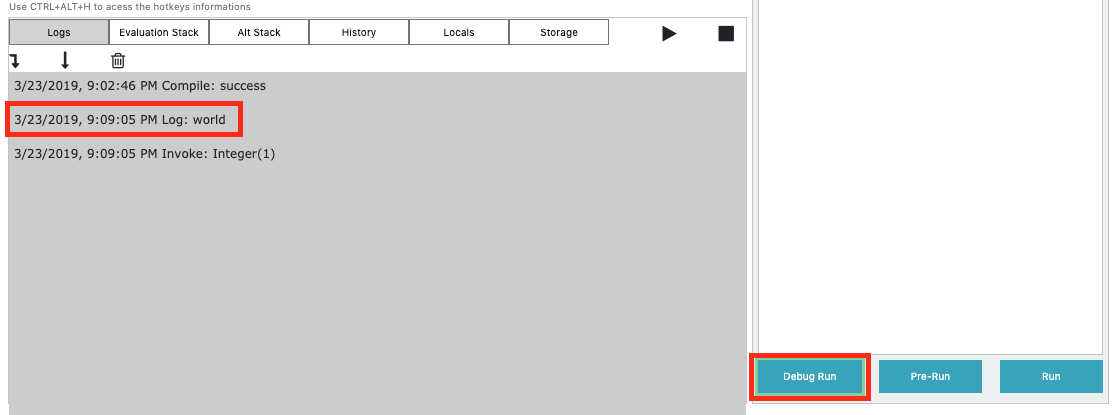 Use CTRL+ALT+H to acess the hotkeys informations
Logs Evaluation Stack Alt Stack History Locals Storage
3/23/2019, 9:02:46 PM Compile: success
3/23/2019, 9:09:05 PM Log: world
3/23/2019, 9:09:05 PM Invoke: Integer(1)
Debug Run Pre-Run Run